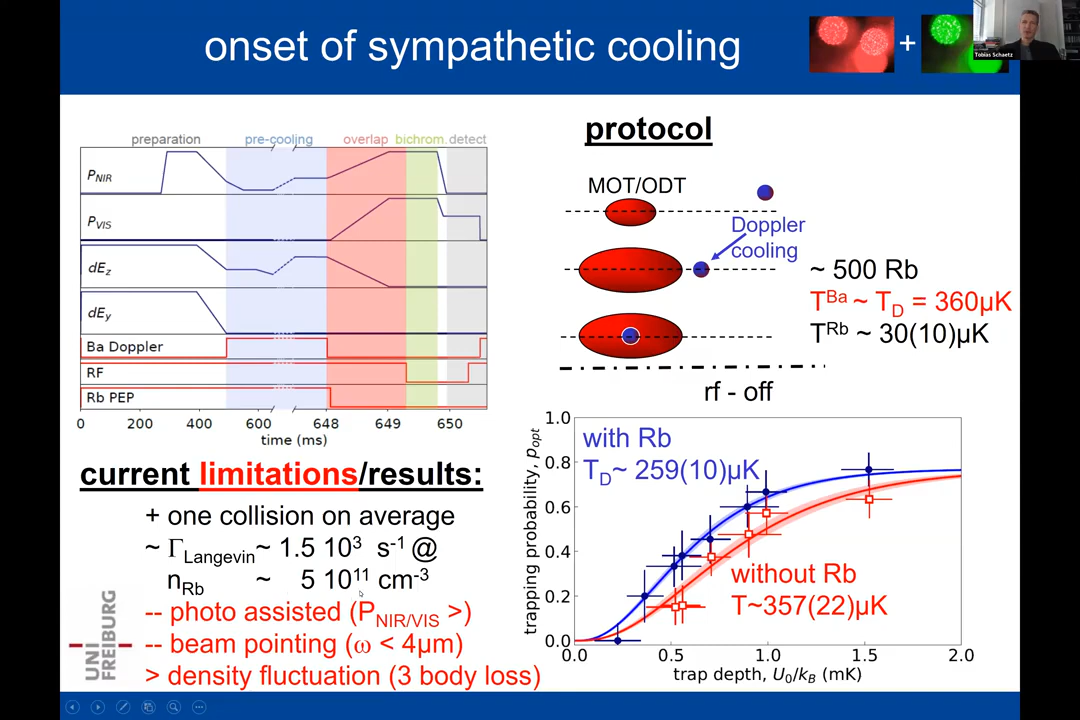 onset of sympathetic cooling
+
Tobias Schaetz
preparation pre-cooling overlap bichrom. detect
P_NIR
P_VIS
dE_z
dE_y
Ba Doppler
RF
Rb PEP
0 200 400 600 648 649 650
time (ms)
protocol
MOT/ODT
Doppler
cooling
~ 500 Rb
T^Ba ~ T_D = 360µK
T^Rb ~ 30(10)µK
rf - off
current limitations/results:
+ one collision on average
~ Γ_Langevin ~ 1.5 10³ s⁻¹ @
n_Rb ~ 5 10¹¹ cm⁻³
-- photo assisted (P_NIR/VIS >)
-- beam pointing (ω < 4µm)
> density fluctuation (3 body loss)
UNI
FREIBURG
trapping probability, p_opt
1.0
0.8
0.6
0.4
0.2
0.0
with Rb
T_D~ 259(10)µK
without Rb
T~357(22)µK
0.0 0.5 1.0 1.5 2.0
trap depth, U₀/k_B (mK)